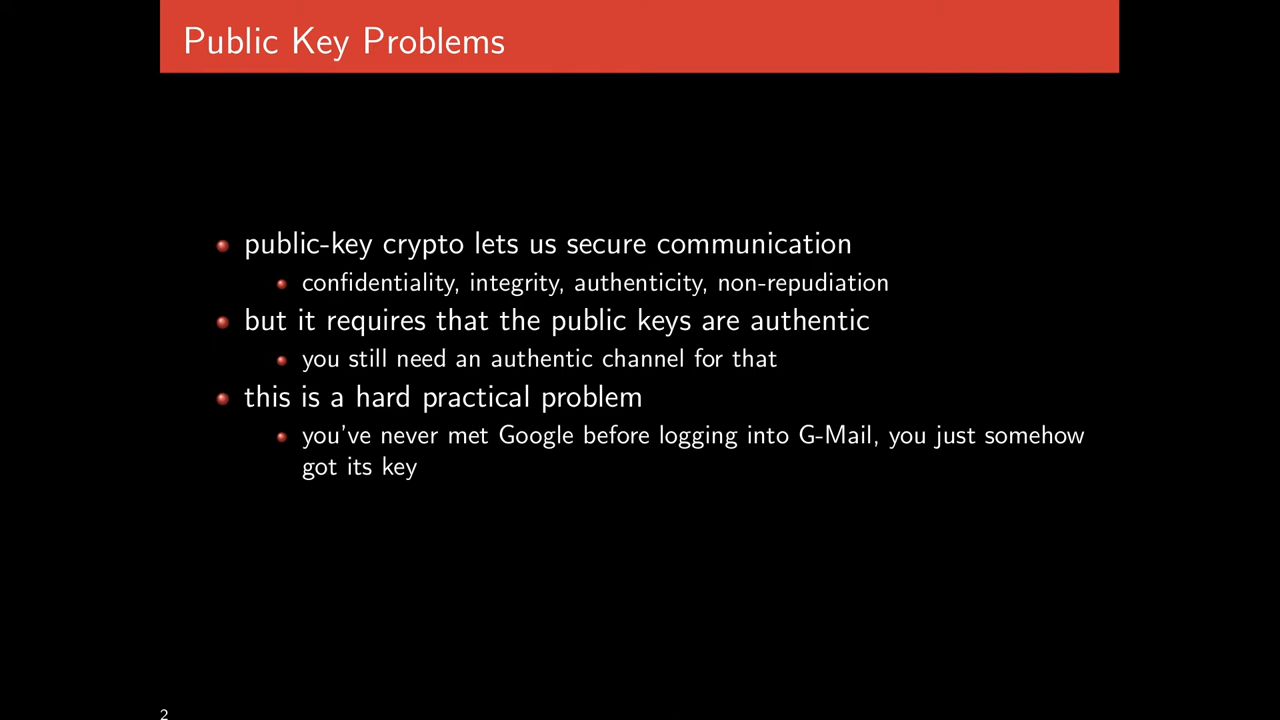 Public Key Problems
public-key crypto lets us secure communication
confidentiality, integrity, authenticity, non-repudiation
but it requires that the public keys are authentic
you still need an authentic channel for that
this is a hard practical problem
you've never met Google before logging into G-Mail, you just somehow
got its key
2